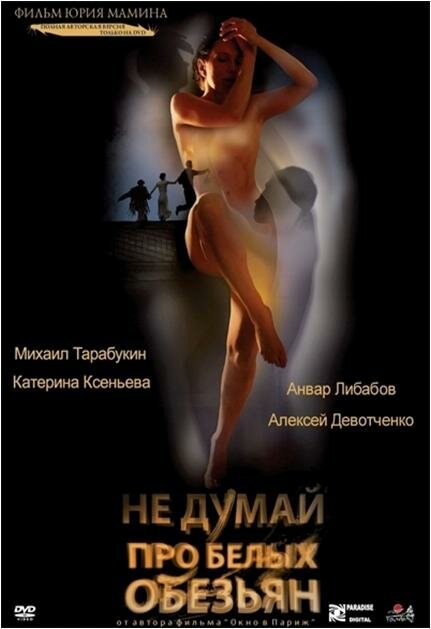 ФИЛЬМ ЮРИЯ МАМИНА
ПОЛНАЯ АВТОРСКАЯ ВЕРСИЯ
ТОЛЬКО НА DVD
Михаил Тарабукин
Катерина Ксеньева
Анвар Либабов
Алексей Девотченко
НЕ ДУМАЙ
ПРО БЕЛЫХ
ОБЕЗЬЯН
от автора фильма "Окно в Париж"
DVD
VIDEO
PARADISE
DIGITAL